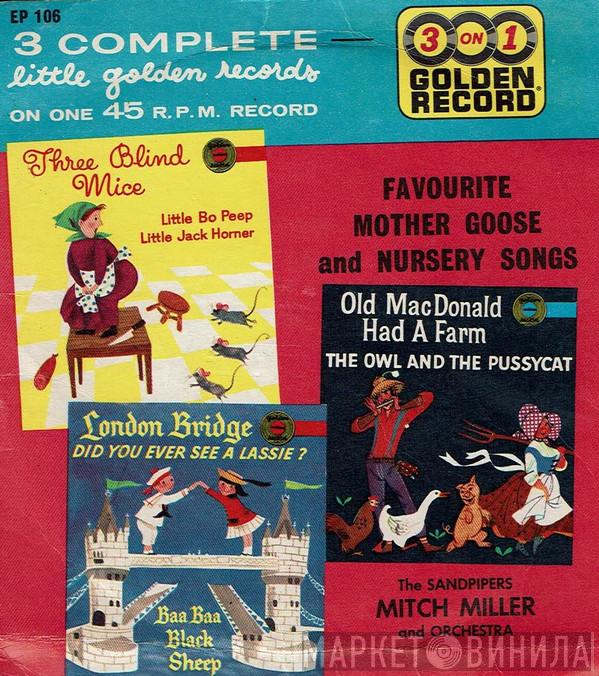 EP 106
3 COMPLETE —
little golden records
ON ONE 45 R.P.M. RECORD
3 ON 1
GOLDEN
RECORD®
Three Blind
Mice
Little Bo Peep
Little Jack Horner
FAVOURITE
MOTHER GOOSE
and NURSERY SONGS
Old MacDonald
Had A Farm
THE OWL AND THE PUSSYCAT
London Bridge
DID YOU EVER SEE A LASSIE?
Baa Baa
Black
Sheep
The SANDPIPERS
MITCH MILLER
and ORCHESTRA
МАРКЕТ ВИНИЛА